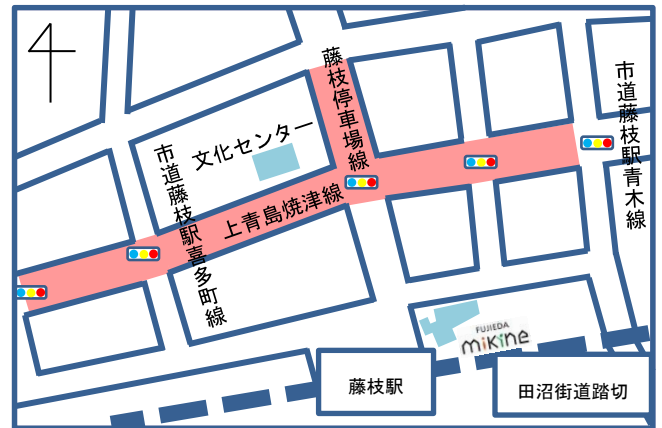 藤枝停車場線
市道藤枝駅青木線
文化センター
市道藤枝駅喜多町線
上青島焼津線
FUJIEDA
mikine
藤枝駅
田沼街道踏切